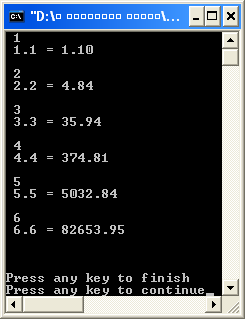 "D:\
1
1.1 = 1.10
2
2.2 = 4.84
3
3.3 = 35.94
4
4.4 = 374.81
5
5.5 = 5032.84
6
6.6 = 82653.95
Press any key to finish
Press any key to continue_